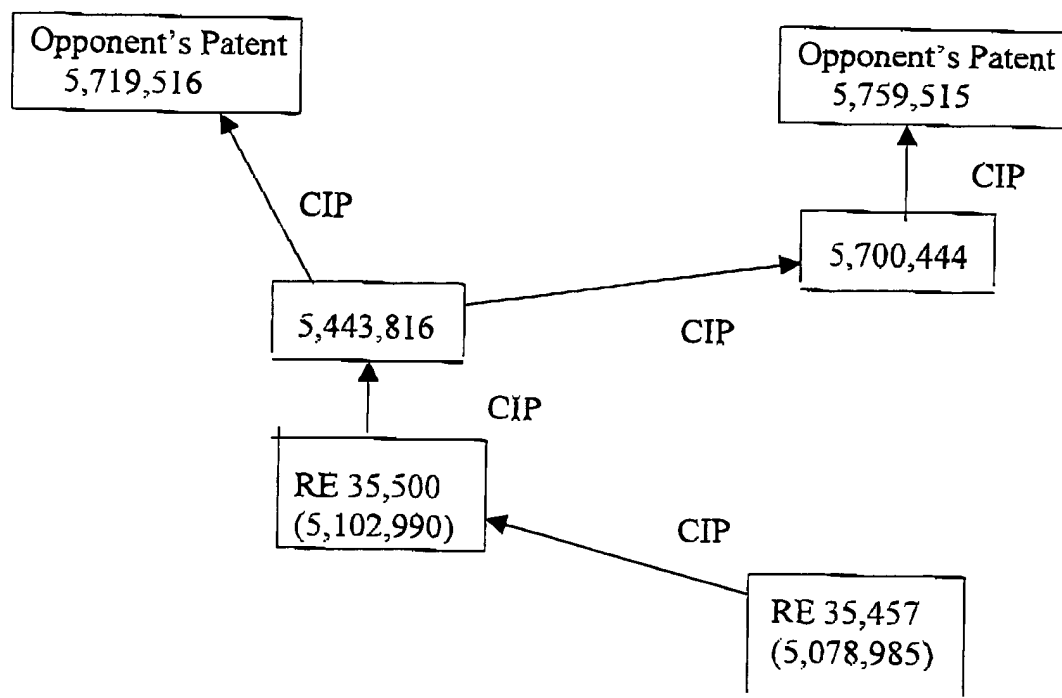 Opponent's Patent
5,719,516
Opponent's Patent
5,759,515
CIP
CIP
5,700,444
5,443,816
CIP
CIP
RE 35,500
(5,102,990)
CIP
RE 35,457
(5,078,985)